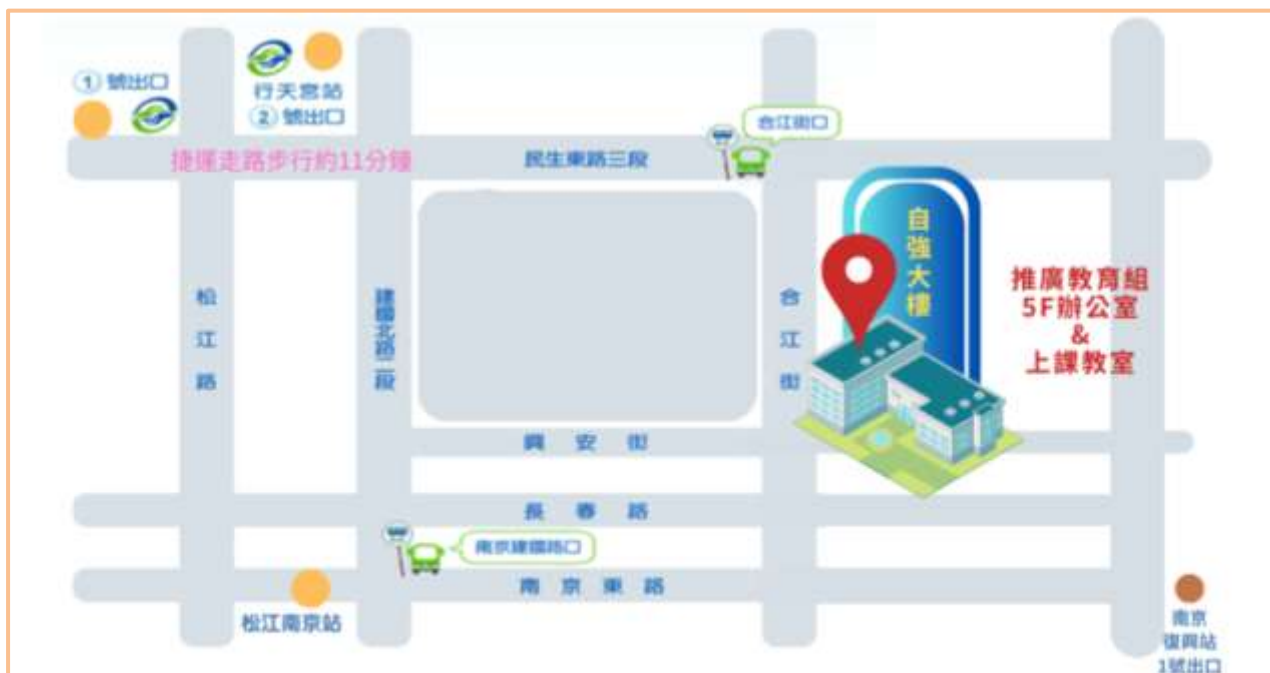 ① 號出口
行天宮站
② 號出口
合江街口
捷運走路步行約11分鐘
民生東路三段
自強大樓
推廣教育組
5F辦公室
&
上課教室
松江路
建國北路二段
合江街
興安街
長春路
南京建國路口
南京東路
松江南京站
南京
復興站
1號出口